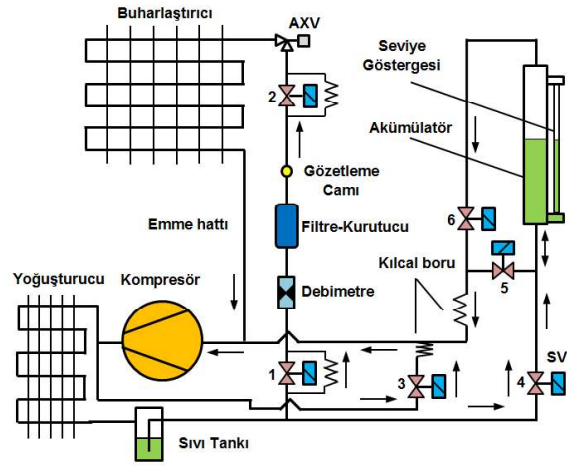 Buharlaştırıcı
AXV
Seviye
Göstergesi
2
Akümülatör
Gözetleme
Camı
Emme hattı
Filtre-Kurutucu
6
5
Yoğuşturucu
Kompresör
Debimetre
Kılcal boru
1
3
4
SV
Sıvı Tankı